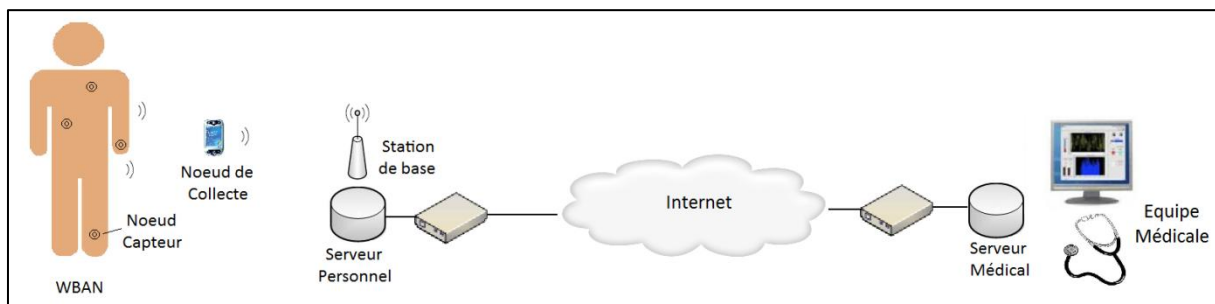 Noeud de
Collecte
Station
de base
Internet
Noeud
Capteur
Serveur
Personnel
Serveur
Médical
Equipe
Médicale
WBAN